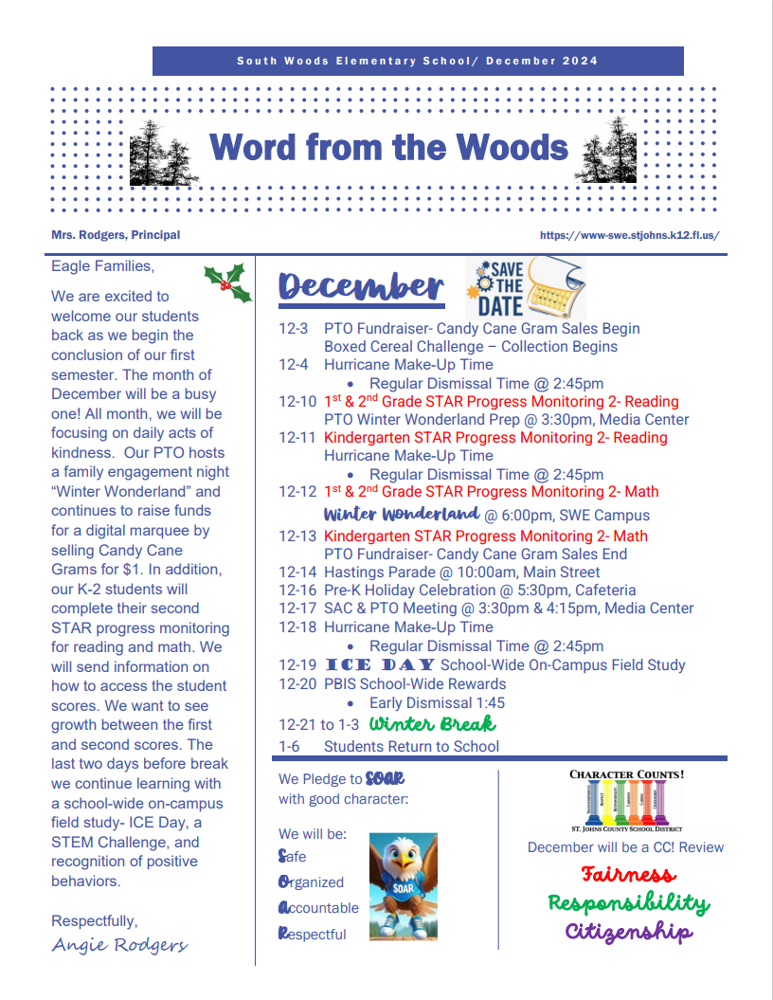 South Woods Elementary School/ December 2024
Word from the Woods
Mrs. Rodgers, Principal
https://www-swe.stjohns.k12.fl.us/
Eagle Families,
We are excited to
welcome our students
back as we begin the
conclusion of our first
semester. The month of
December will be a busy
one! All month, we will be
focusing on daily acts of
kindness.  Our PTO hosts
a family engagement night
“Winter Wonderland” and
continues to raise funds
for a digital marquee by
selling Candy Cane
Grams for $1. In addition,
our K-2 students will
complete their second
STAR progress monitoring
for reading and math. We
will send information on
how to access the student
scores. We want to see
growth between the first
and second scores. The
last two days before break
we continue learning with
a school-wide on-campus
field study- ICE Day, a
STEM Challenge, and
recognition of positive
behaviors.
Respectfully,
Angie Rodgers
December
SAVE
THE
DATE
12-3 PTO Fundraiser- Candy Cane Gram Sales Begin
Boxed Cereal Challenge – Collection Begins
12-4 Hurricane Make-Up Time
• Regular Dismissal Time @ 2:45pm
12-10 1st & 2nd Grade STAR Progress Monitoring 2- Reading
PTO Winter Wonderland Prep @ 3:30pm, Media Center
12-11 Kindergarten STAR Progress Monitoring 2- Reading
Hurricane Make-Up Time
• Regular Dismissal Time @ 2:45pm
12-12 1st & 2nd Grade STAR Progress Monitoring 2- Math
Winter Wonderland @ 6:00pm, SWE Campus
12-13 Kindergarten STAR Progress Monitoring 2- Math
PTO Fundraiser- Candy Cane Gram Sales End
12-14 Hastings Parade @ 10:00am, Main Street
12-16 Pre-K Holiday Celebration @ 5:30pm, Cafeteria
12-17 SAC & PTO Meeting @ 3:30pm & 4:15pm, Media Center
12-18 Hurricane Make-Up Time
• Regular Dismissal Time @ 2:45pm
12-19 ICE DAY School-Wide On-Campus Field Study
12-20 PBIS School-Wide Rewards
• Early Dismissal 1:45
12-21 to 1-3 Winter Break
1-6 Students Return to School
We Pledge to SOAR
with good character:
We will be:
Safe
Organized
Accountable
Respectful
SOAR
CHARACTER COUNTS!
TRUSTWORTHINESS
RESPECT
RESPONSIBILITY
FAIRNESS
CARING
CITIZENSHIP
ST. JOHNS COUNTY SCHOOL DISTRICT
December will be a CC! Review
Fairness
Responsibility
Citizenship